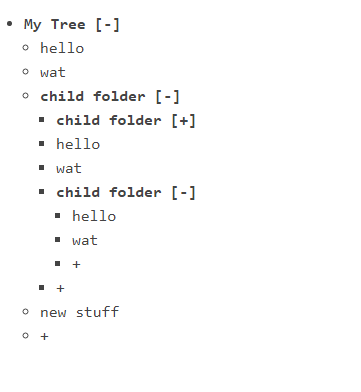 My Tree [-]
hello
wat
child folder [-]
child folder [+]
hello
wat
child folder [-]
hello
wat
+
+
new stuff
+